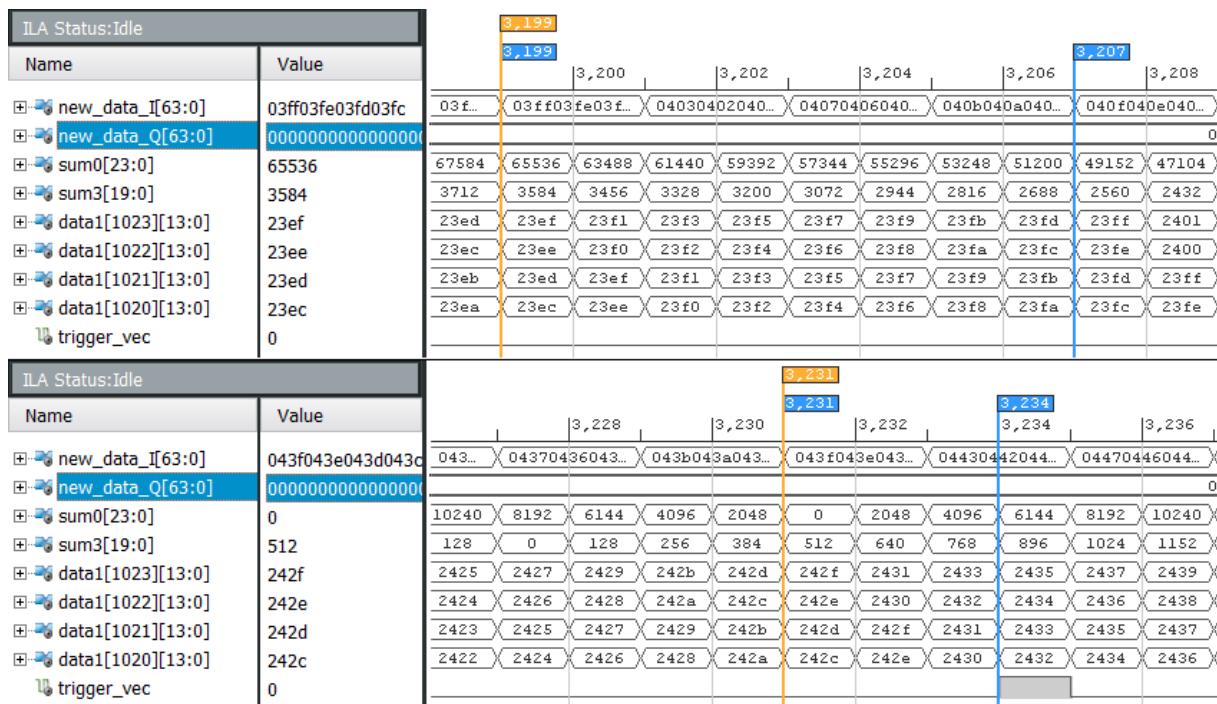 ILA Status:Idle
3,199
3,199
3,207
Name Value 3,200 3,202 3,204 3,206 3,208
new_data_I[63:0] 03ff03fe03fd03fc 03f… 03ff03fe03f… 04030402040… 04070406040… 040b040a040… 040f040e040…
new_data_Q[63:0] 0000000000000000 0
sum0[23:0] 65536 67584 65536 63488 61440 59392 57344 55296 53248 51200 49152 47104
sum3[19:0] 3584 3712 3584 3456 3328 3200 3072 2944 2816 2688 2560 2432
data1[1023][13:0] 23ef 23ed 23ef 23f1 23f3 23f5 23f7 23f9 23fb 23fd 23ff 2401
data1[1022][13:0] 23ee 23ec 23ee 23f0 23f2 23f4 23f6 23f8 23fa 23fc 23fe 2400
data1[1021][13:0] 23ed 23eb 23ed 23ef 23f1 23f3 23f5 23f7 23f9 23fb 23fd 23ff
data1[1020][13:0] 23ec 23ea 23ec 23ee 23f0 23f2 23f4 23f6 23f8 23fa 23fc 23fe
trigger_vec 0
ILA Status:Idle
3,231
3,231 3,234
Name Value 3,228 3,230 3,232 3,234 3,236
new_data_I[63:0] 043f043e043d043c 043… 04370436043… 043b043a043… 043f043e043… 04430442044… 04470446044…
new_data_Q[63:0] 0000000000000000 0
sum0[23:0] 0 10240 8192 6144 4096 2048 0 2048 4096 6144 8192 10240
sum3[19:0] 512 128 0 128 256 384 512 640 768 896 1024 1152
data1[1023][13:0] 242f 2425 2427 2429 242b 242d 242f 2431 2433 2435 2437 2439
data1[1022][13:0] 242e 2424 2426 2428 242a 242c 242e 2430 2432 2434 2436 2438
data1[1021][13:0] 242d 2423 2425 2427 2429 242b 242d 242f 2431 2433 2435 2437
data1[1020][13:0] 242c 2422 2424 2426 2428 242a 242c 242e 2430 2432 2434 2436
trigger_vec 0